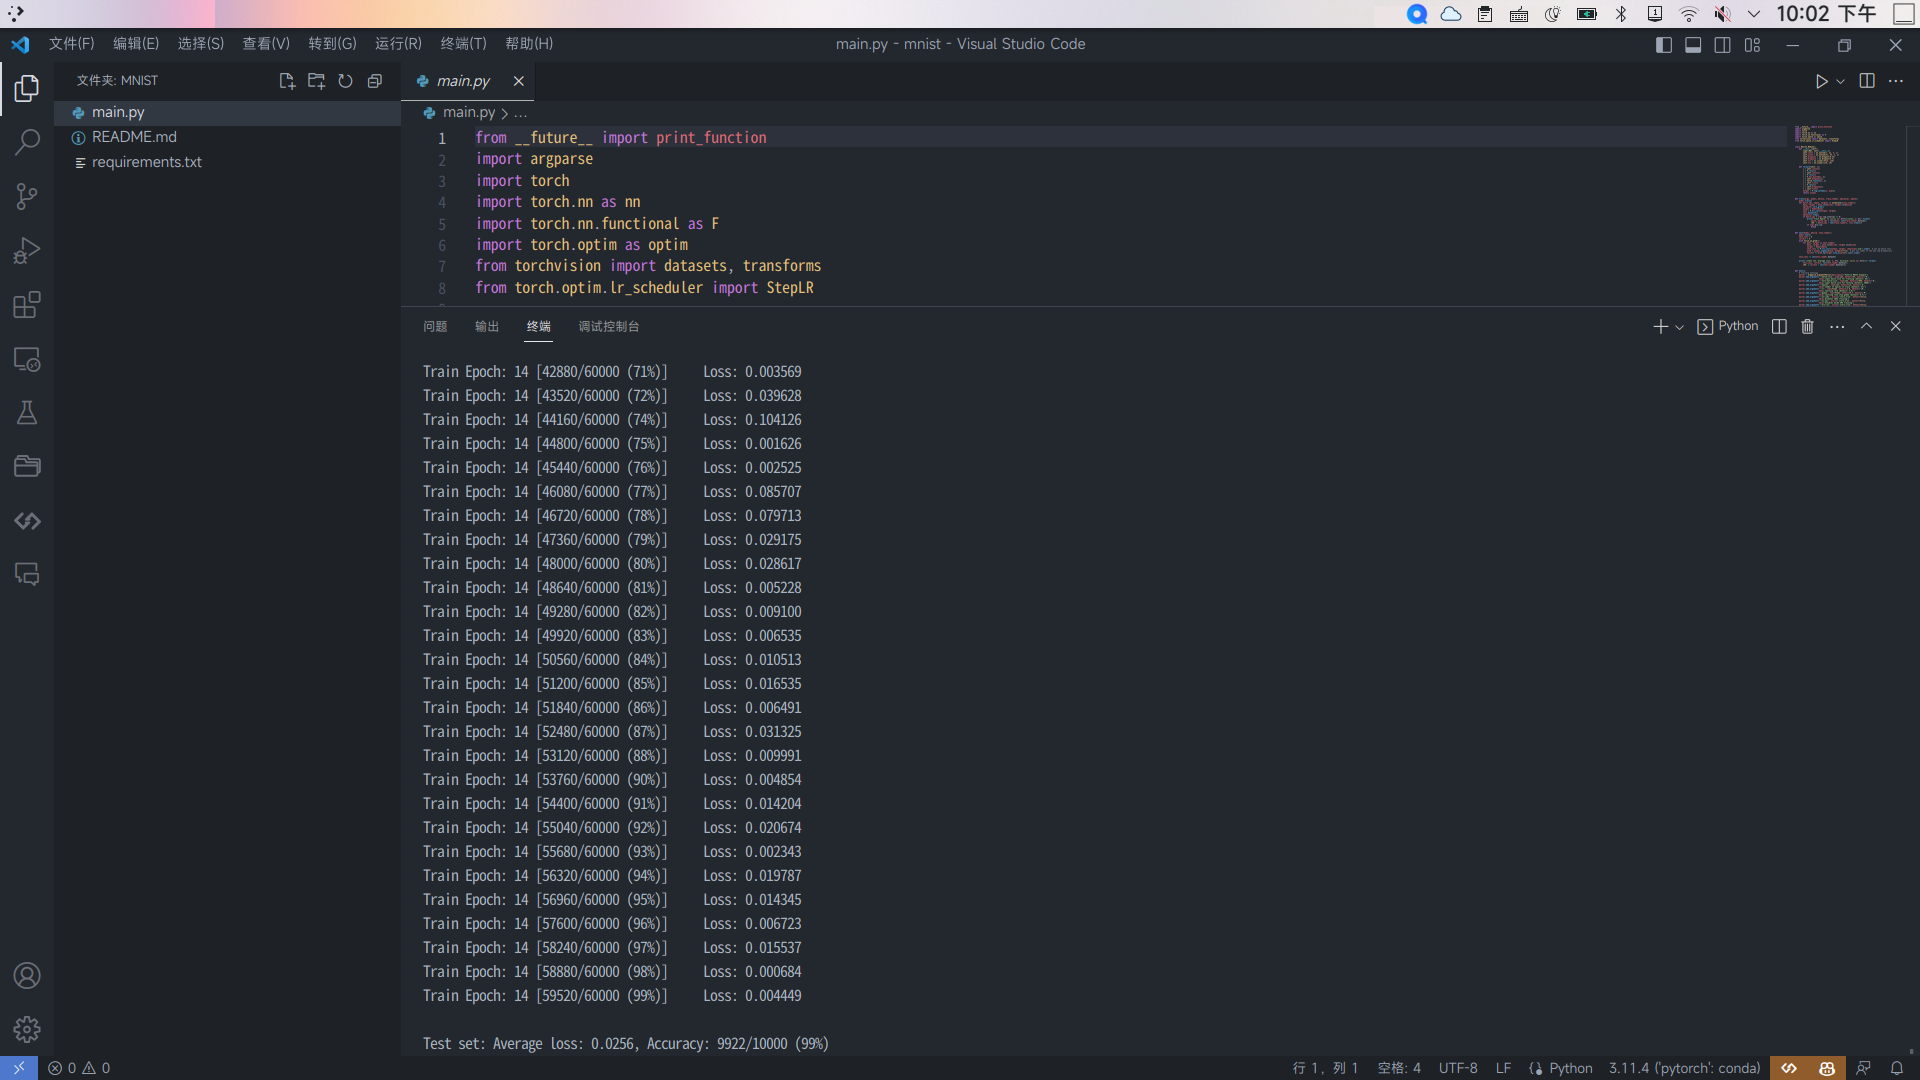 10:02 下午
文件(F) 编辑(E) 选择(S) 查看(V) 转到(G) 运行(R) 终端(T) 帮助(H)
main.py - mnist - Visual Studio Code
文件夹: MNIST
main.py
README.md
requirements.txt
main.py
main.py > ...
1 from __future__ import print_function
2 import argparse
3 import torch
4 import torch.nn as nn
5 import torch.nn.functional as F
6 import torch.optim as optim
7 from torchvision import datasets, transforms
8 from torch.optim.lr_scheduler import StepLR
问题 输出 终端 调试控制台
Python
Train Epoch: 14 [42880/60000 (71%)] Loss: 0.003569
Train Epoch: 14 [43520/60000 (72%)] Loss: 0.039628
Train Epoch: 14 [44160/60000 (74%)] Loss: 0.104126
Train Epoch: 14 [44800/60000 (75%)] Loss: 0.001626
Train Epoch: 14 [45440/60000 (76%)] Loss: 0.002525
Train Epoch: 14 [46080/60000 (77%)] Loss: 0.085707
Train Epoch: 14 [46720/60000 (78%)] Loss: 0.079713
Train Epoch: 14 [47360/60000 (79%)] Loss: 0.029175
Train Epoch: 14 [48000/60000 (80%)] Loss: 0.028617
Train Epoch: 14 [48640/60000 (81%)] Loss: 0.005228
Train Epoch: 14 [49280/60000 (82%)] Loss: 0.009100
Train Epoch: 14 [49920/60000 (83%)] Loss: 0.006535
Train Epoch: 14 [50560/60000 (84%)] Loss: 0.010513
Train Epoch: 14 [51200/60000 (85%)] Loss: 0.016535
Train Epoch: 14 [51840/60000 (86%)] Loss: 0.006491
Train Epoch: 14 [52480/60000 (87%)] Loss: 0.031325
Train Epoch: 14 [53120/60000 (88%)] Loss: 0.009991
Train Epoch: 14 [53760/60000 (90%)] Loss: 0.004854
Train Epoch: 14 [54400/60000 (91%)] Loss: 0.014204
Train Epoch: 14 [55040/60000 (92%)] Loss: 0.020674
Train Epoch: 14 [55680/60000 (93%)] Loss: 0.002343
Train Epoch: 14 [56320/60000 (94%)] Loss: 0.019787
Train Epoch: 14 [56960/60000 (95%)] Loss: 0.014345
Train Epoch: 14 [57600/60000 (96%)] Loss: 0.006723
Train Epoch: 14 [58240/60000 (97%)] Loss: 0.015537
Train Epoch: 14 [58880/60000 (98%)] Loss: 0.000684
Train Epoch: 14 [59520/60000 (99%)] Loss: 0.004449
Test set: Average loss: 0.0256, Accuracy: 9922/10000 (99%)
0 0 行 1，列 1 空格: 4 UTF-8 LF Python 3.11.4 ('pytorch': conda)